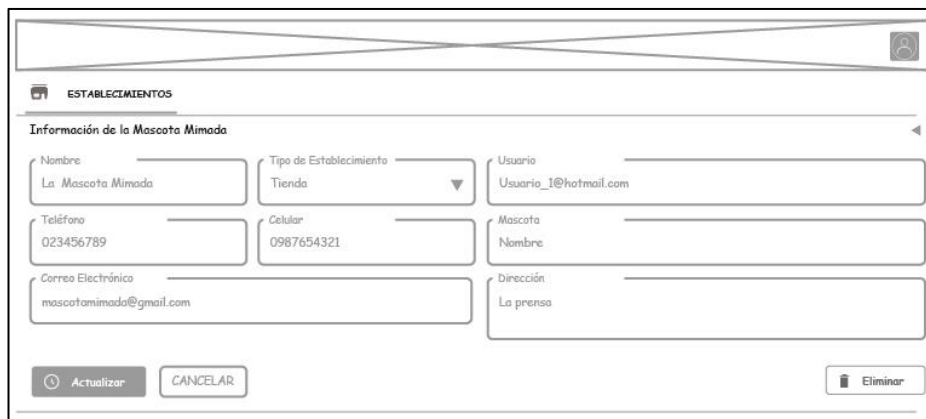 ESTABLECIMIENTOS
Información de la Mascota Mimada
Nombre Tipo de Establecimiento Usuario
La Mascota Mimada Tienda Usuario_1@hotmail.com
Teléfono Celular Mascota
023456789 0987654321 Nombre
Correo Electrónico Dirección
mascotamimada@gmail.com La prensa
Actualizar CANCELAR Eliminar